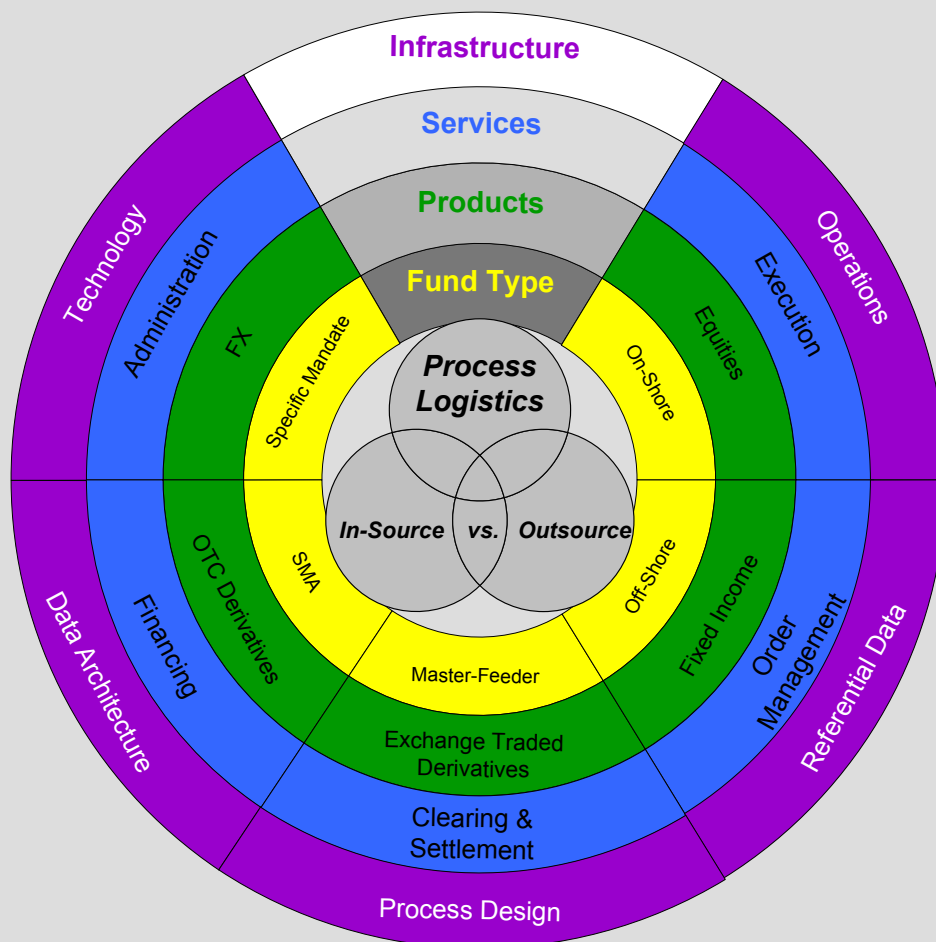 Infrastructure
Services
Products
Fund Type
Process
Logistics
In-Source
vs.
Outsource
Technology
Administration
FX
Specific Mandate
On-Shore
Equities
Execution
Operations
Data Architecture
Financing
OTC Derivatives
SMA
Off-Shore
Fixed Income
Order
Management
Referential Data
Master-Feeder
Exchange Traded
Derivatives
Clearing &
Settlement
Process Design